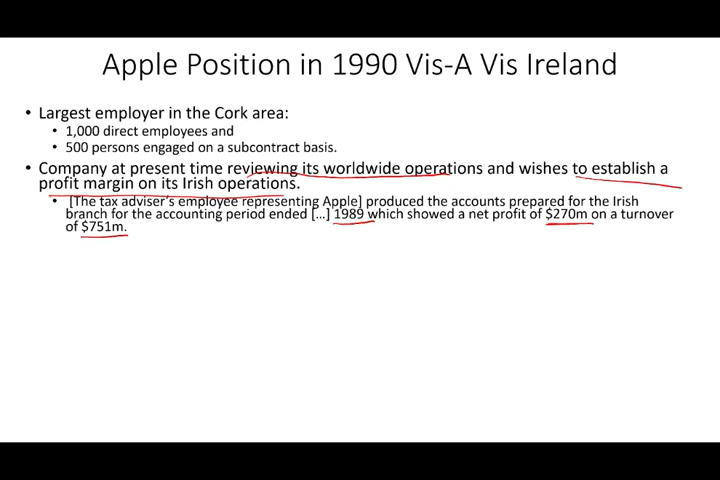 Apple Position in 1990 Vis-A Vis Ireland
• Largest employer in the Cork area:
• 1,000 direct employees and
• 500 persons engaged on a subcontract basis.
• Company at present time reviewing its worldwide operations and wishes to establish a
profit margin on its Irish operations.
• [The tax adviser's employee representing Apple] produced the accounts prepared for the Irish
branch for the accounting period ended [...] 1989 which showed a net profit of $270m on a turnover
of $751m.